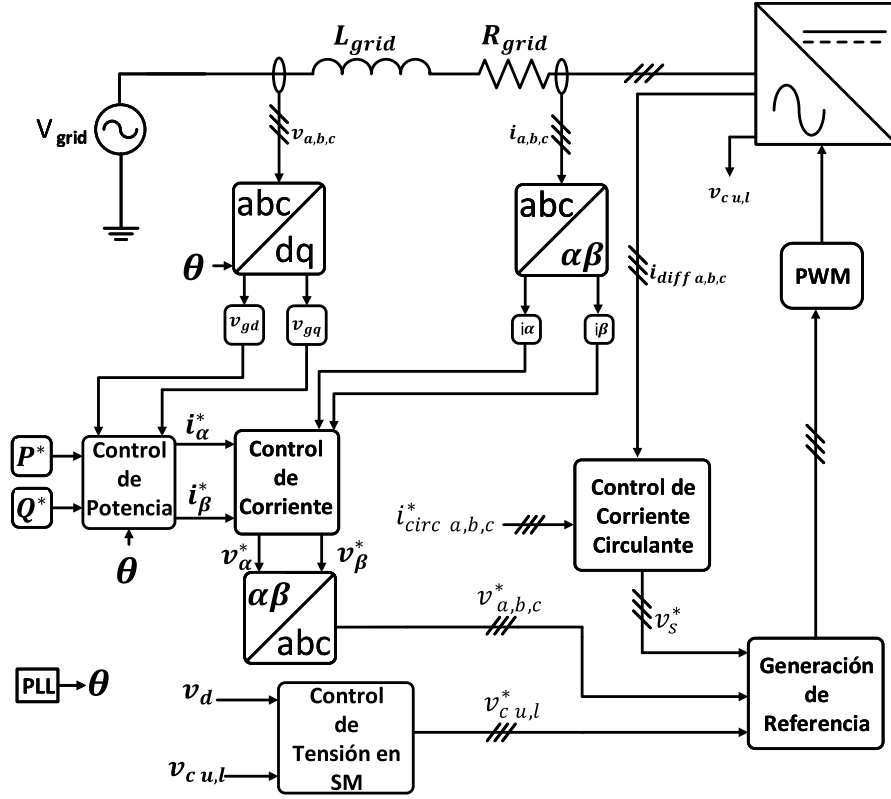 L_grid
R_grid
V grid
v_a,b,c
i_a,b,c
v_c u,l
abc
dq
θ
abc
αβ
i_diff a,b,c
PWM
v_gd
v_gq
iα
iβ
P*
Q*
Control
de
Potencia
θ
i*_α
i*_β
Control
de
Corriente
v*_α
v*_β
αβ
abc
i*_circ a,b,c
Control de
Corriente
Circulante
v*_s
v*_a,b,c
PLL
θ
v_d
v_c u,l
Control
de
Tensión en
SM
v*_c u,l
Generación
de
Referencia